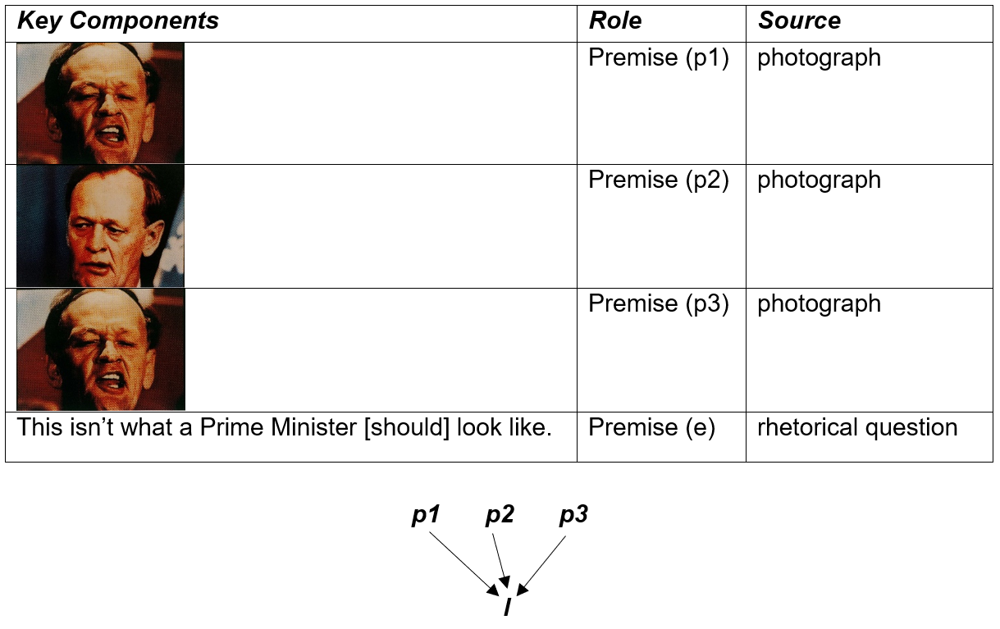 Key Components Role Source
Premise (p1) photograph
Premise (p2) photograph
Premise (p3) photograph
This isn’t what a Prime Minister [should] look like. Premise (e) rhetorical question
p1 p2 p3
I